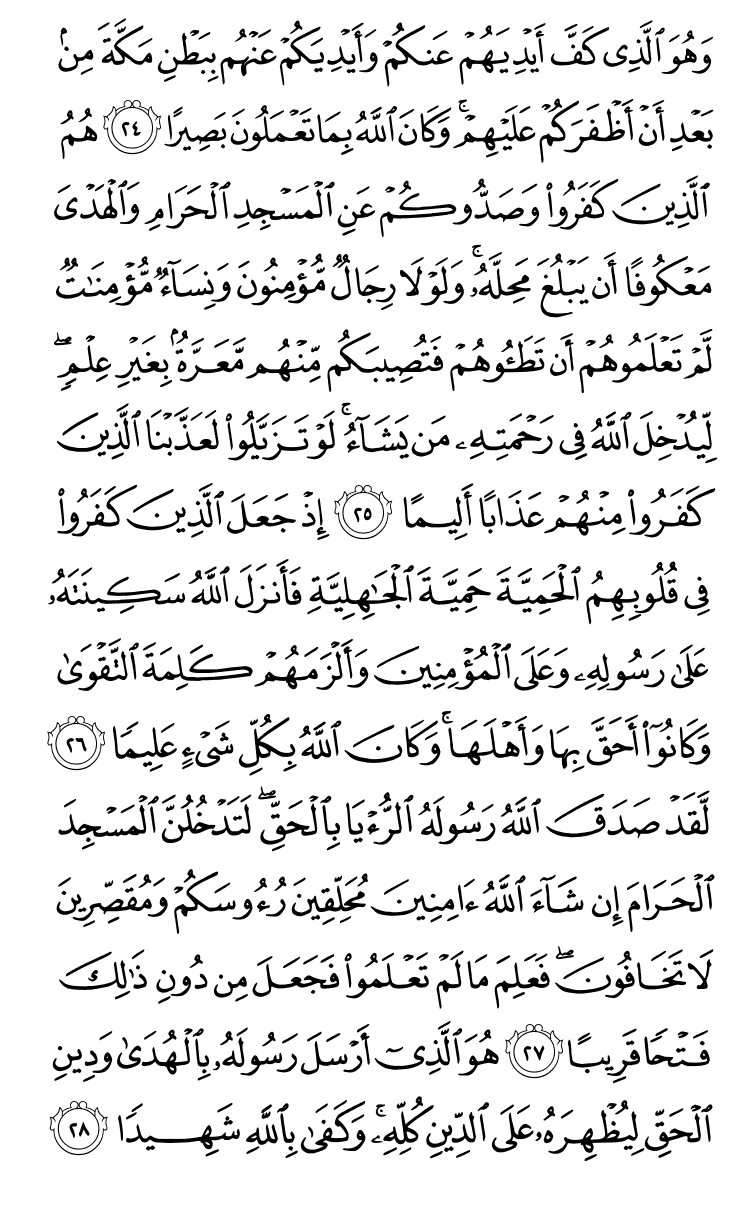 وَهُوَ ٱلَّذِى كَفَّ أَيْدِيَهُمْ عَنكُمْ وَأَيْدِيَكُمْ عَنْهُم بِبَطْنِ مَكَّةَ مِنۢ
بَعْدِ أَنْ أَظْفَرَكُمْ عَلَيْهِمْ ۚ وَكَانَ ٱللَّهُ بِمَا تَعْمَلُونَ بَصِيرًا ٢٤ هُمُ
ٱلَّذِينَ كَفَرُوا۟ وَصَدُّوكُمْ عَنِ ٱلْمَسْجِدِ ٱلْحَرَامِ وَٱلْهَدْىَ
مَعْكُوفًا أَن يَبْلُغَ مَحِلَّهُۥ ۚ وَلَوْلَا رِجَالٌ مُّؤْمِنُونَ وَنِسَآءٌ مُّؤْمِنَـٰتٌ
لَّمْ تَعْلَمُوهُمْ أَن تَطَـُٔوهُمْ فَتُصِيبَكُم مِّنْهُم مَّعَرَّةٌۢ بِغَيْرِ عِلْمٍ ۖ
لِّيُدْخِلَ ٱللَّهُ فِى رَحْمَتِهِۦ مَن يَشَآءُ ۚ لَوْ تَزَيَّلُوا۟ لَعَذَّبْنَا ٱلَّذِينَ
كَفَرُوا۟ مِنْهُمْ عَذَابًا أَلِيمًا ٢٥ إِذْ جَعَلَ ٱلَّذِينَ كَفَرُوا۟
فِى قُلُوبِهِمُ ٱلْحَمِيَّةَ حَمِيَّةَ ٱلْجَـٰهِلِيَّةِ فَأَنزَلَ ٱللَّهُ سَكِينَتَهُۥ
عَلَىٰ رَسُولِهِۦ وَعَلَى ٱلْمُؤْمِنِينَ وَأَلْزَمَهُمْ كَلِمَةَ ٱلتَّقْوَىٰ
وَكَانُوٓا۟ أَحَقَّ بِهَا وَأَهْلَهَا ۚ وَكَانَ ٱللَّهُ بِكُلِّ شَىْءٍ عَلِيمًا ٢٦
لَّقَدْ صَدَقَ ٱللَّهُ رَسُولَهُ ٱلرُّءْيَا بِٱلْحَقِّ ۖ لَتَدْخُلُنَّ ٱلْمَسْجِدَ
ٱلْحَرَامَ إِن شَآءَ ٱللَّهُ ءَامِنِينَ مُحَلِّقِينَ رُءُوسَكُمْ وَمُقَصِّرِينَ
لَا تَخَافُونَ ۖ فَعَلِمَ مَا لَمْ تَعْلَمُوا۟ فَجَعَلَ مِن دُونِ ذَٰلِكَ
فَتْحًا قَرِيبًا ٢٧ هُوَ ٱلَّذِىٓ أَرْسَلَ رَسُولَهُۥ بِٱلْهُدَىٰ وَدِينِ
ٱلْحَقِّ لِيُظْهِرَهُۥ عَلَى ٱلدِّينِ كُلِّهِۦ ۚ وَكَفَىٰ بِٱللَّهِ شَهِيدًا ٢٨